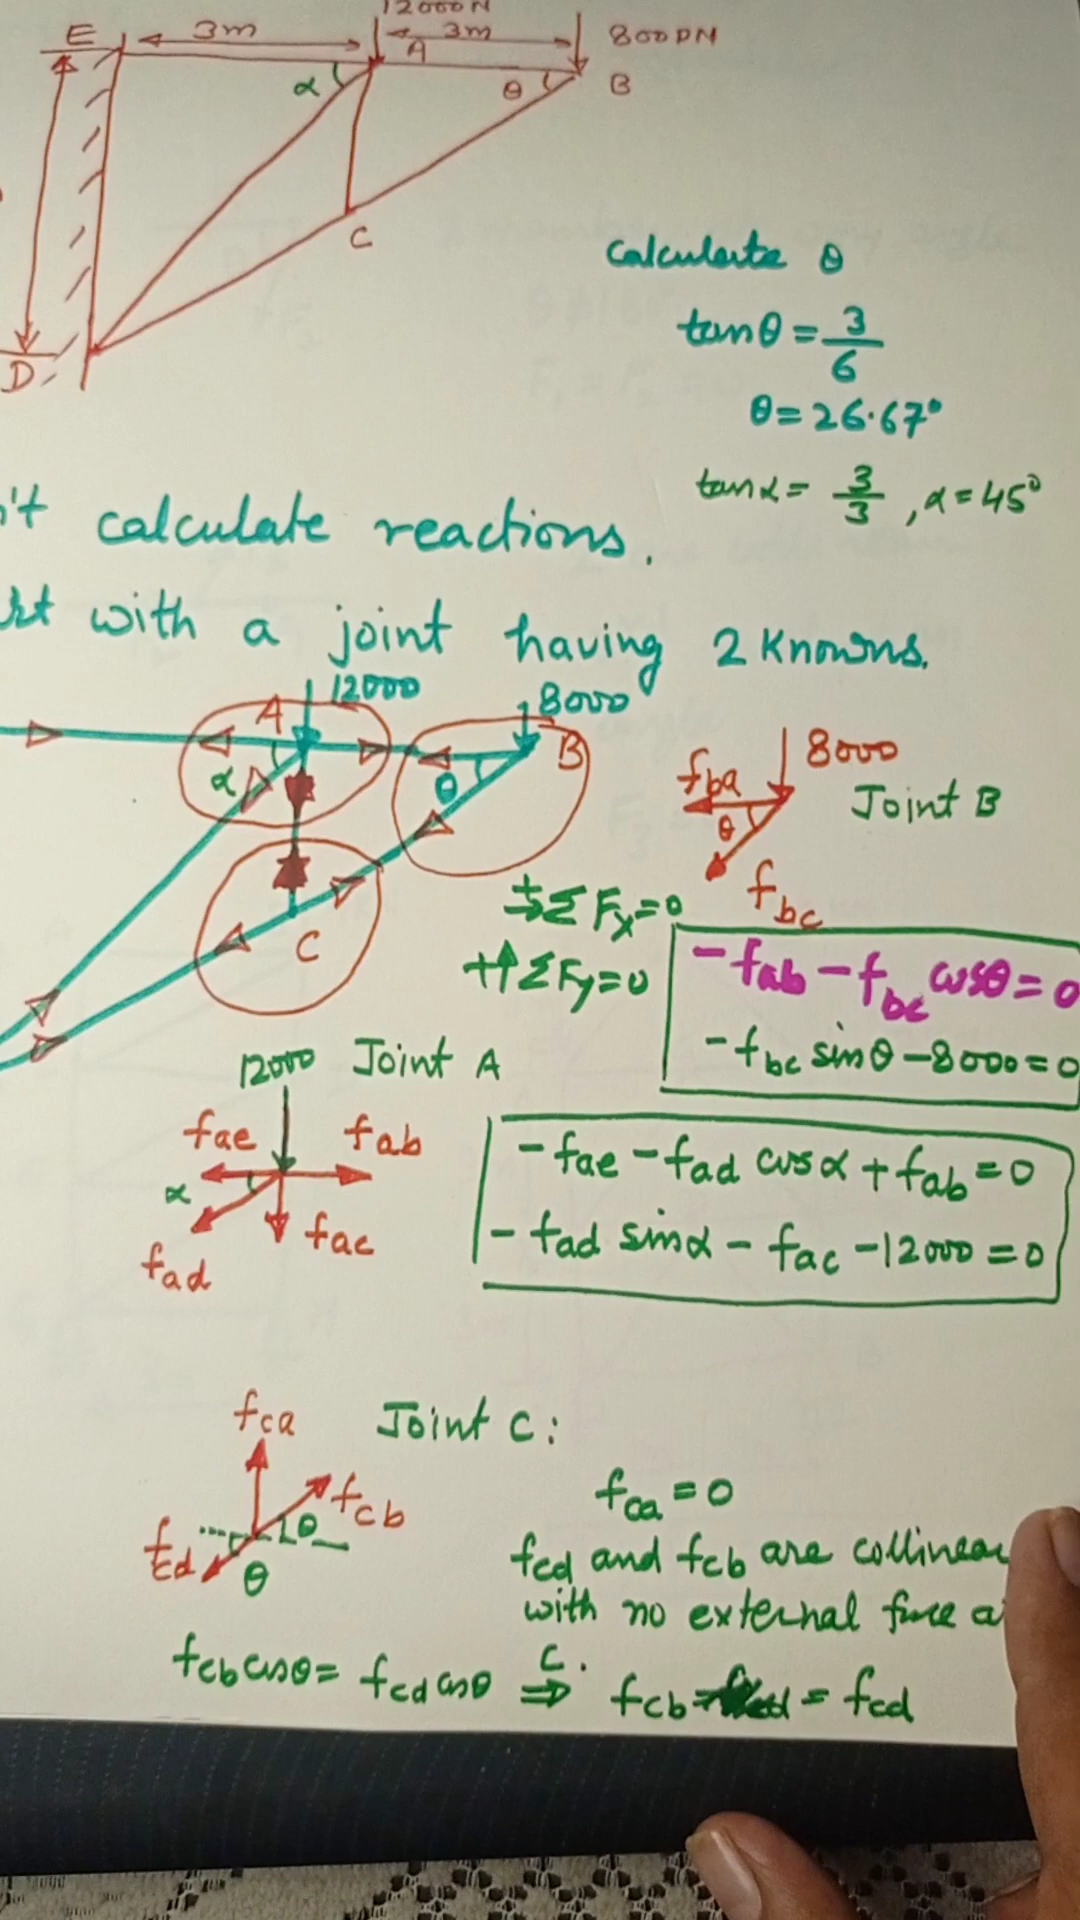 12000N
E 3m 3m 8000N
A
α θ B
C
D
Calculate θ
tanθ = 3/6
θ = 26.67°
tanα = 3/3 , α = 45°
calculate reactions.
with a joint having 2 Knowns.
A 12000 8000
B
α θ
C
8000
fba Joint B
θ
fbc
+→ΣFx=0
+↑ΣFy=0
-fab - fbc cosθ = 0
-fbc sinθ - 8000 = 0
12000 Joint A
fae fab
α
fac
fad
-fae - fad cosα + fab = 0
- fad sinα - fac - 12000 = 0
fca Joint C:
fcb
θ
fcd
θ
fca = 0
fcd and fcb are
with no external force
C.
fcb cosθ = fcd cosθ ⇒ fcb = fcd